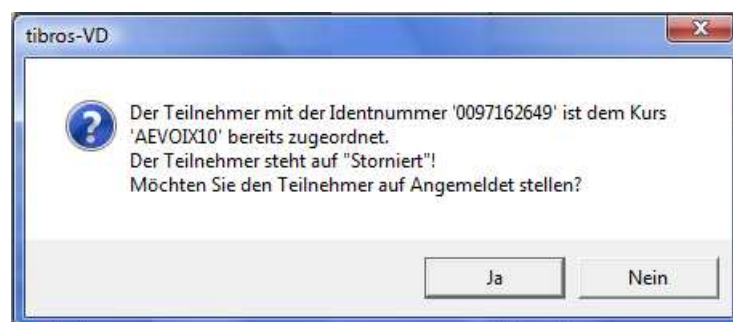 tibros-VD
Der Teilnehmer mit der Identnummer '0097162649' ist dem Kurs
'AEVOIX10' bereits zugeordnet.
Der Teilnehmer steht auf "Storniert"!
Möchten Sie den Teilnehmer auf Angemeldet stellen?
Ja
Nein